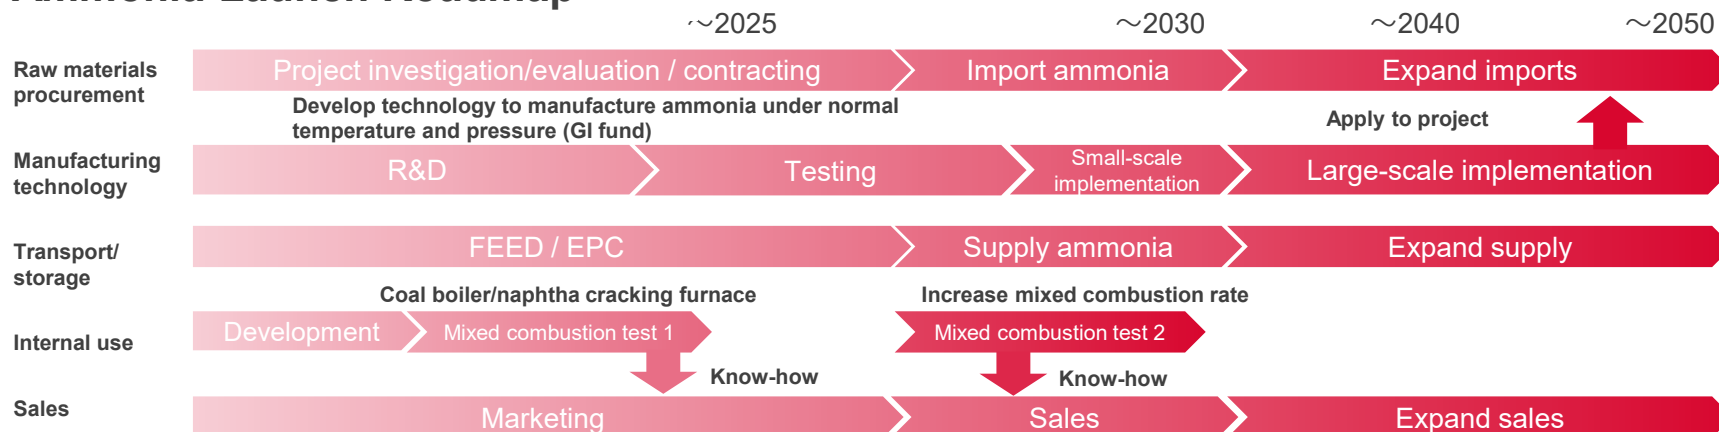 Ammonia Launch Roadmap
～2025 ～2030 ～2040 ～2050
Raw materials
procurement
Project investigation/evaluation / contracting
Import ammonia
Expand imports
Develop technology to manufacture ammonia under normal
temperature and pressure (GI fund)
Apply to project
Manufacturing
technology
R&D
Testing
Small-scale
implementation
Large-scale implementation
Transport/
storage
FEED / EPC
Supply ammonia
Expand supply
Coal boiler/naphtha cracking furnace
Increase mixed combustion rate
Internal use
Development
Mixed combustion test 1
Mixed combustion test 2
Know-how
Know-how
Sales
Marketing
Sales
Expand sales